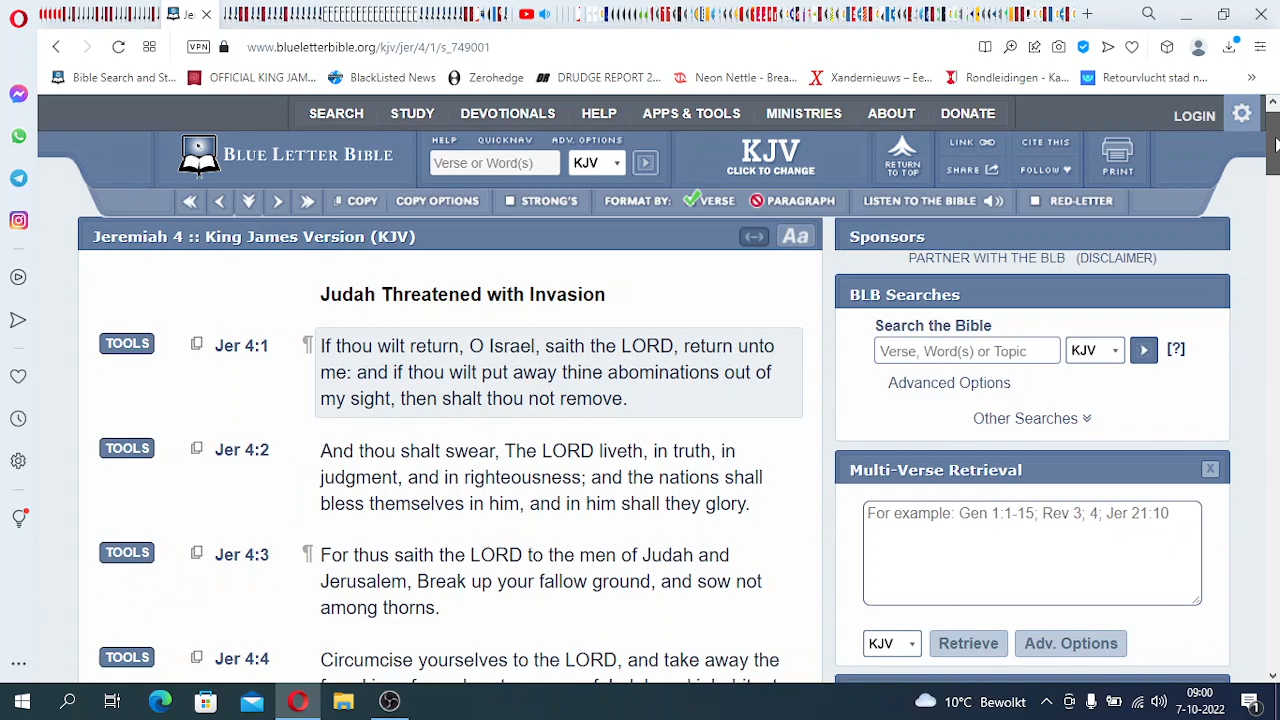 Je
VPN
www.blueletterbible.org/kjv/jer/4/1/s_749001
Bible Search and St...
OFFICIAL KING JAM...
BlackListed News
Zerohedge
DRUDGE REPORT 2...
Neon Nettle - Brea...
Xandernieuws – Ee...
Rondleidingen - Ka...
Retourvlucht stad n...
»
SEARCH
STUDY
DEVOTIONALS
HELP
APPS & TOOLS
MINISTRIES
ABOUT
DONATE
LOGIN
BLUE LETTER BIBLE
HELP
QUICKNAV
ADV. OPTIONS
Verse or Word(s)
KJV
KJV
CLICK TO CHANGE
RETURN
TO TOP
LINK
CITE THIS
SHARE
FOLLOW
PRINT
COPY
COPY OPTIONS
STRONG'S
FORMAT BY:
VERSE
PARAGRAPH
LISTEN TO THE BIBLE
RED-LETTER
Jeremiah 4 :: King James Version (KJV)
Aa
Judah Threatened with Invasion
TOOLS
Jer 4:1
¶ If thou wilt return, O Israel, saith the LORD, return unto
me: and if thou wilt put away thine abominations out of
my sight, then shalt thou not remove.
TOOLS
Jer 4:2
And thou shalt swear, The LORD liveth, in truth, in
judgment, and in righteousness; and the nations shall
bless themselves in him, and in him shall they glory.
TOOLS
Jer 4:3
¶ For thus saith the LORD to the men of Judah and
Jerusalem, Break up your fallow ground, and sow not
among thorns.
TOOLS
Jer 4:4
Circumcise yourselves to the LORD, and take away the
Sponsors
PARTNER WITH THE BLB (DISCLAIMER)
BLB Searches
Search the Bible
Verse, Word(s) or Topic
KJV
[?]
Advanced Options
Other Searches
Multi-Verse Retrieval
X
For example: Gen 1:1-15; Rev 3; 4; Jer 21:10
KJV
Retrieve
Adv. Options
10°C Bewolkt
09:00
7-10-2022
1